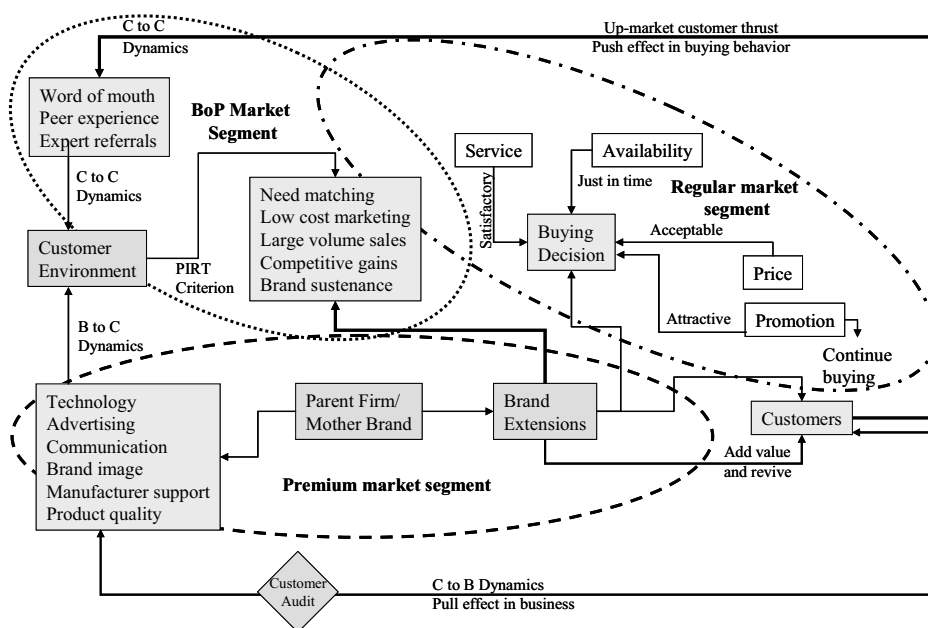 C to C
Dynamics
Up-market customer thrust
Push effect in buying behavior
Word of mouth
Peer experience
Expert referrals
BoP Market
Segment
Service
Availability
C to C
Dynamics
Just in time
Need matching
Low cost marketing
Large volume sales
Competitive gains
Brand sustenance
Satisfactory
Regular market
segment
Buying
Decision
Acceptable
Customer
Environment
PIRT
Criterion
Price
B to C
Dynamics
Attractive
Promotion
Continue
buying
Technology
Advertising
Communication
Brand image
Manufacturer support
Product quality
Parent Firm/
Mother Brand
Brand
Extensions
Customers
Add value
and revive
Premium market segment
Customer
Audit
C to B Dynamics
Pull effect in business